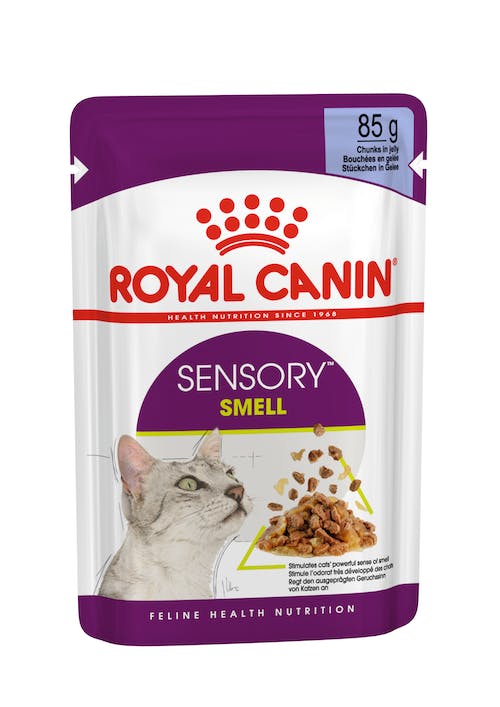 85 g
Chunks in jelly
Bouchées en gelée
Stückchen in Gelee
ROYAL CANIN®
HEALTH NUTRITION SINCE 1968
SENSORY™
SMELL
Stimulates cats' powerful sense of smell
Stimule l'odorat très développé des chats
Regt den ausgeprägten Geruchssinn
von Katzen an
FELINE HEALTH NUTRITION